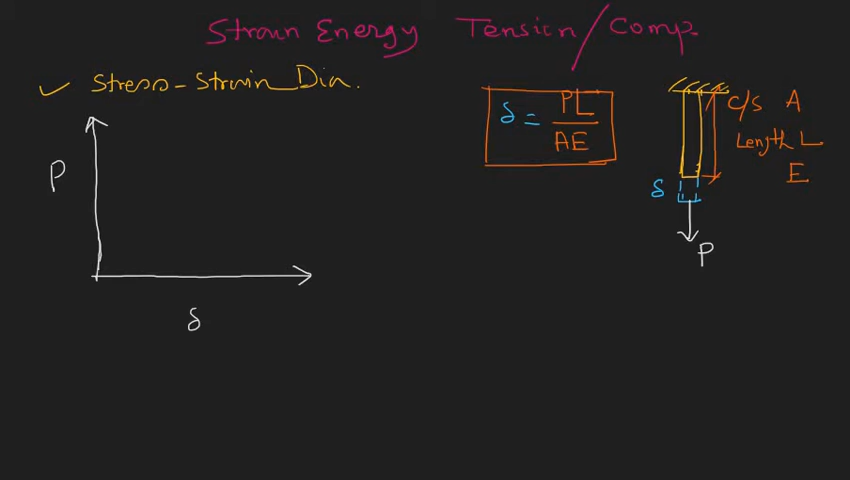 Strain Energy Tension/Comp.
✓ Stress-Strain Dia.
δ = PL/AE
C/S A
Length L
E
P
δ
P
δ